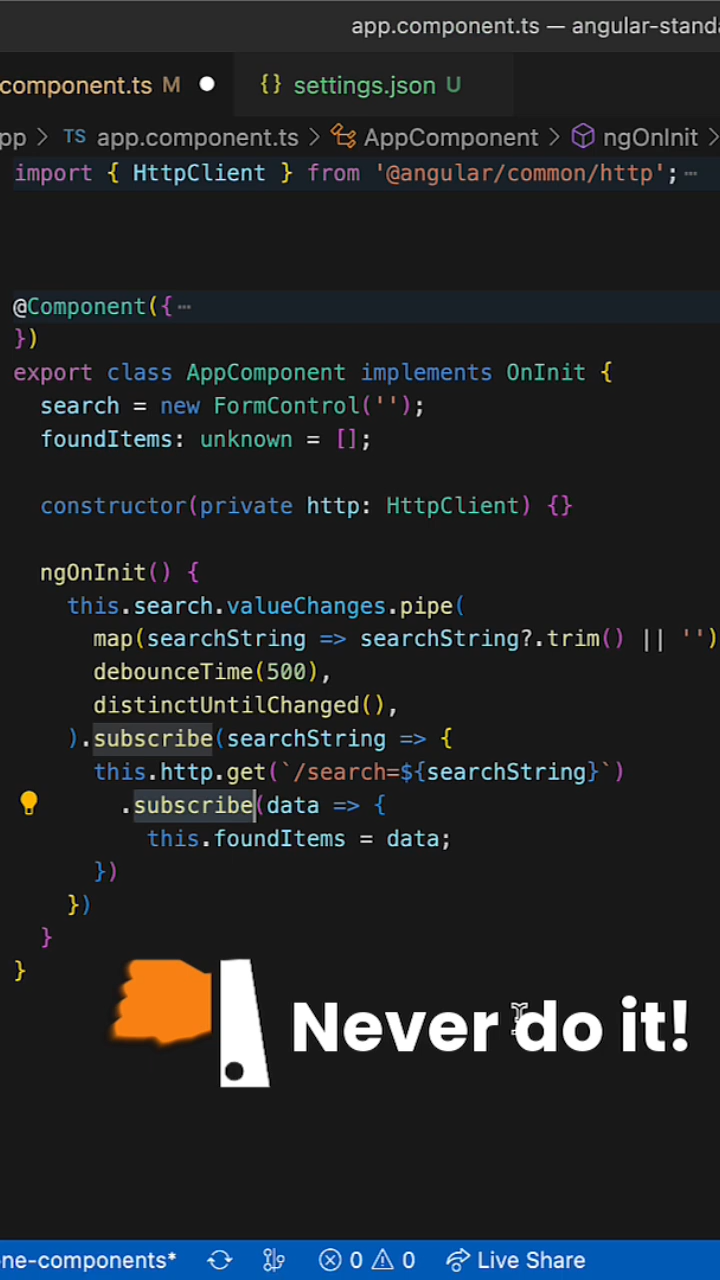 app.component.ts — angular-standa
component.ts M {} settings.json U
pp > TS app.component.ts > AppComponent > ngOnInit >
import { HttpClient } from '@angular/common/http';⋯
@Component({⋯
})
export class AppComponent implements OnInit {
search = new FormControl('');
foundItems: unknown = [];
constructor(private http: HttpClient) {}
ngOnInit() {
this.search.valueChanges.pipe(
map(searchString => searchString?.trim() || '')
debounceTime(500),
distinctUntilChanged(),
).subscribe(searchString => {
this.http.get(`/search=${searchString}`)
.subscribe(data => {
this.foundItems = data;
})
})
}
}
Never do it!
ne-components* 0 0 Live Share